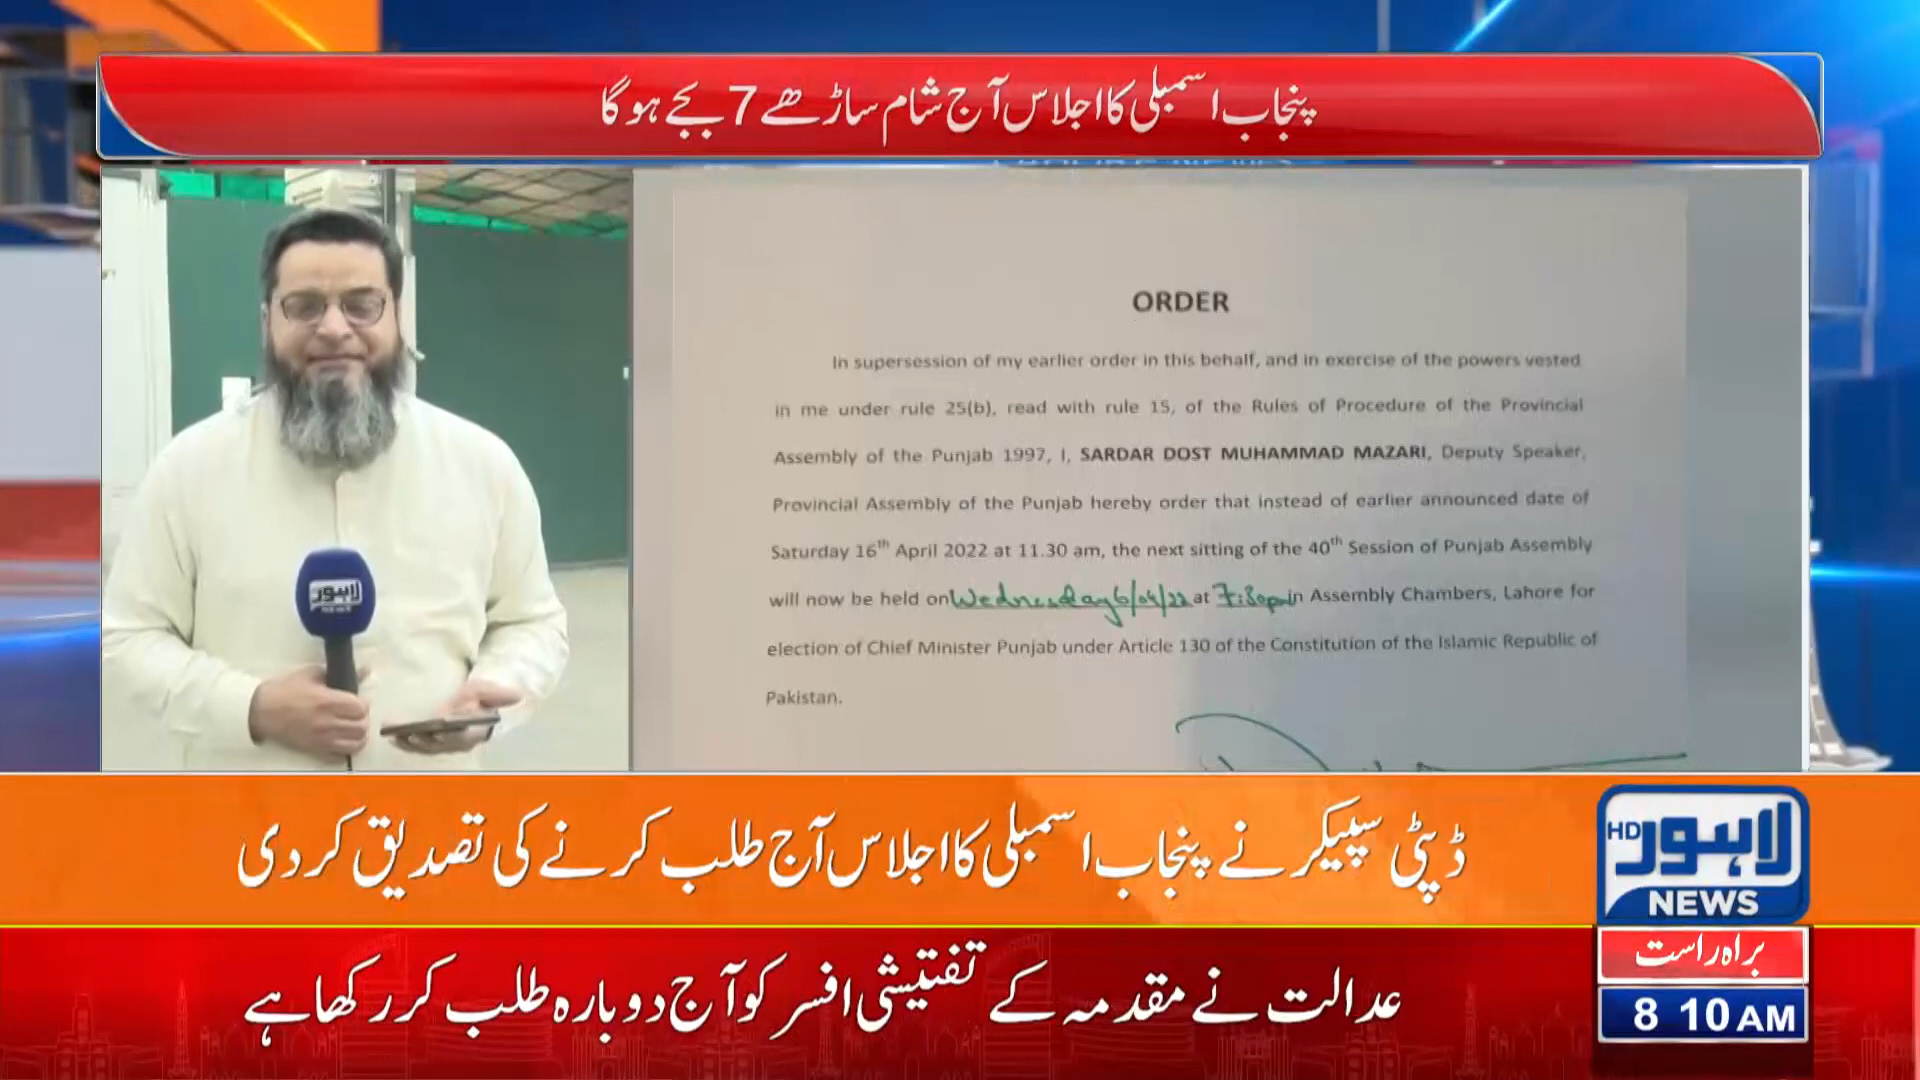 پنجاب اسمبلی کا اجلاس آج شام ساڑھے 7 بجے ہوگا
ORDER
In supersession of my earlier order in this behalf, and in exercise of the powers vested
in me under rule 25(b), read with rule 15, of the Rules of Procedure of the Provincial
Assembly of the Punjab 1997, I, SARDAR DOST MUHAMMAD MAZARI, Deputy Speaker,
Provincial Assembly of the Punjab hereby order that instead of earlier announced date of
Saturday 16th April 2022 at 11.30 am, the next sitting of the 40th Session of Punjab Assembly
will now be held on Wednesday 6/04/22 at 7:30pm in Assembly Chambers, Lahore for
election of Chief Minister Punjab under Article 130 of the Constitution of the Islamic Republic of
Pakistan.
لاہور
NEWS
ڈپٹی سپیکر نے پنجاب اسمبلی کا اجلاس آج طلب کرنے کی تصدیق کر دی
HD لاہور
NEWS
براہ راست
عدالت نے مقدمہ کے تفتیشی افسر کو آج دوبارہ طلب کر رکھا ہے
8 10 AM